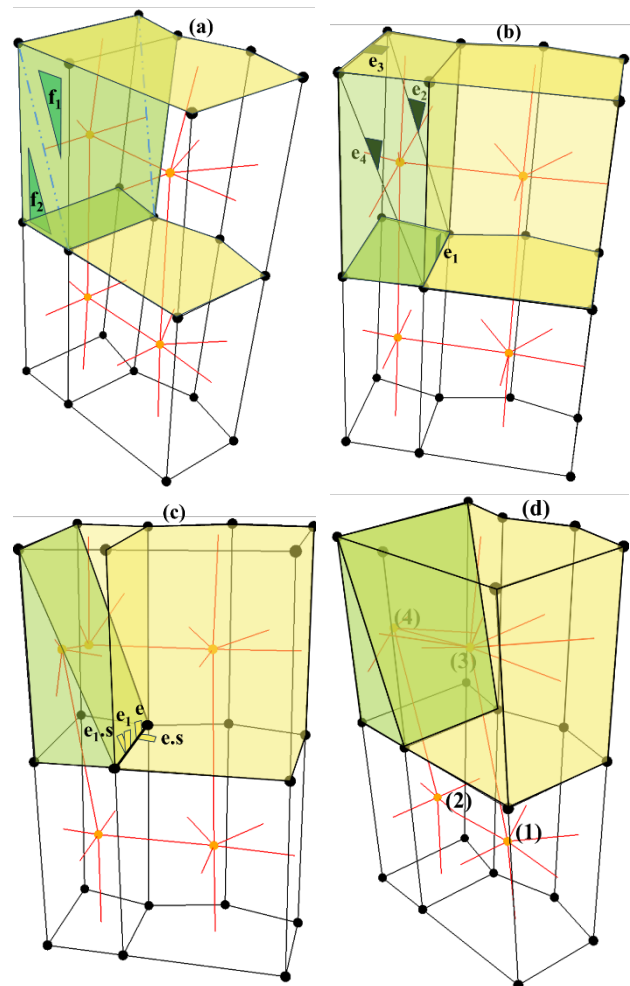 (a)
f₁
f₂
(b)
e₃
e₂
e₄
e₁
(c)
e₁ e
e₁.s
e.s
(d)
(4)
(3)
(2)
(1)